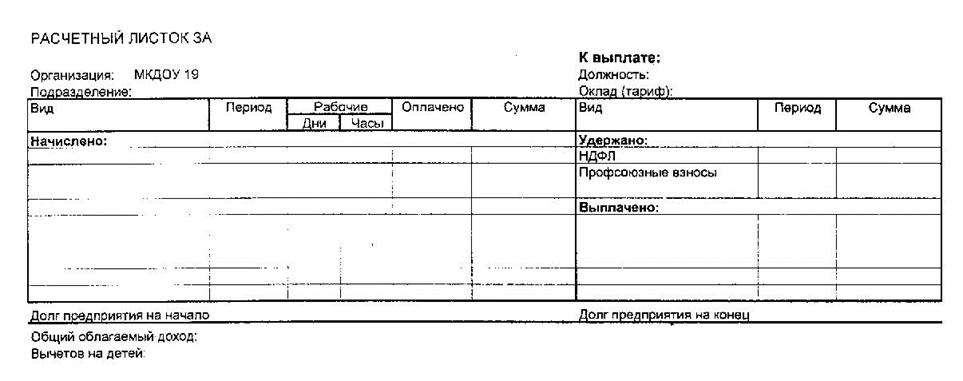 РАСЧЕТНЫЙ ЛИСТОК ЗА
К выплате:
Организация: МКДОУ 19 Должность:
Подразделение: Оклад (тариф):
Вид Период Рабочие Оплачено Сумма Вид Период Сумма
Дни Часы
Начислено: Удержано:
НДФЛ
Профсоюзные взносы
Выплачено:
Долг предприятия на начало Долг предприятия на конец
Общий облагаемый доход:
Вычетов на детей: